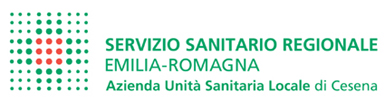 SERVIZIO SANITARIO REGIONALE
EMILIA-ROMAGNA
Azienda Unità Sanitaria Locale di Cesena